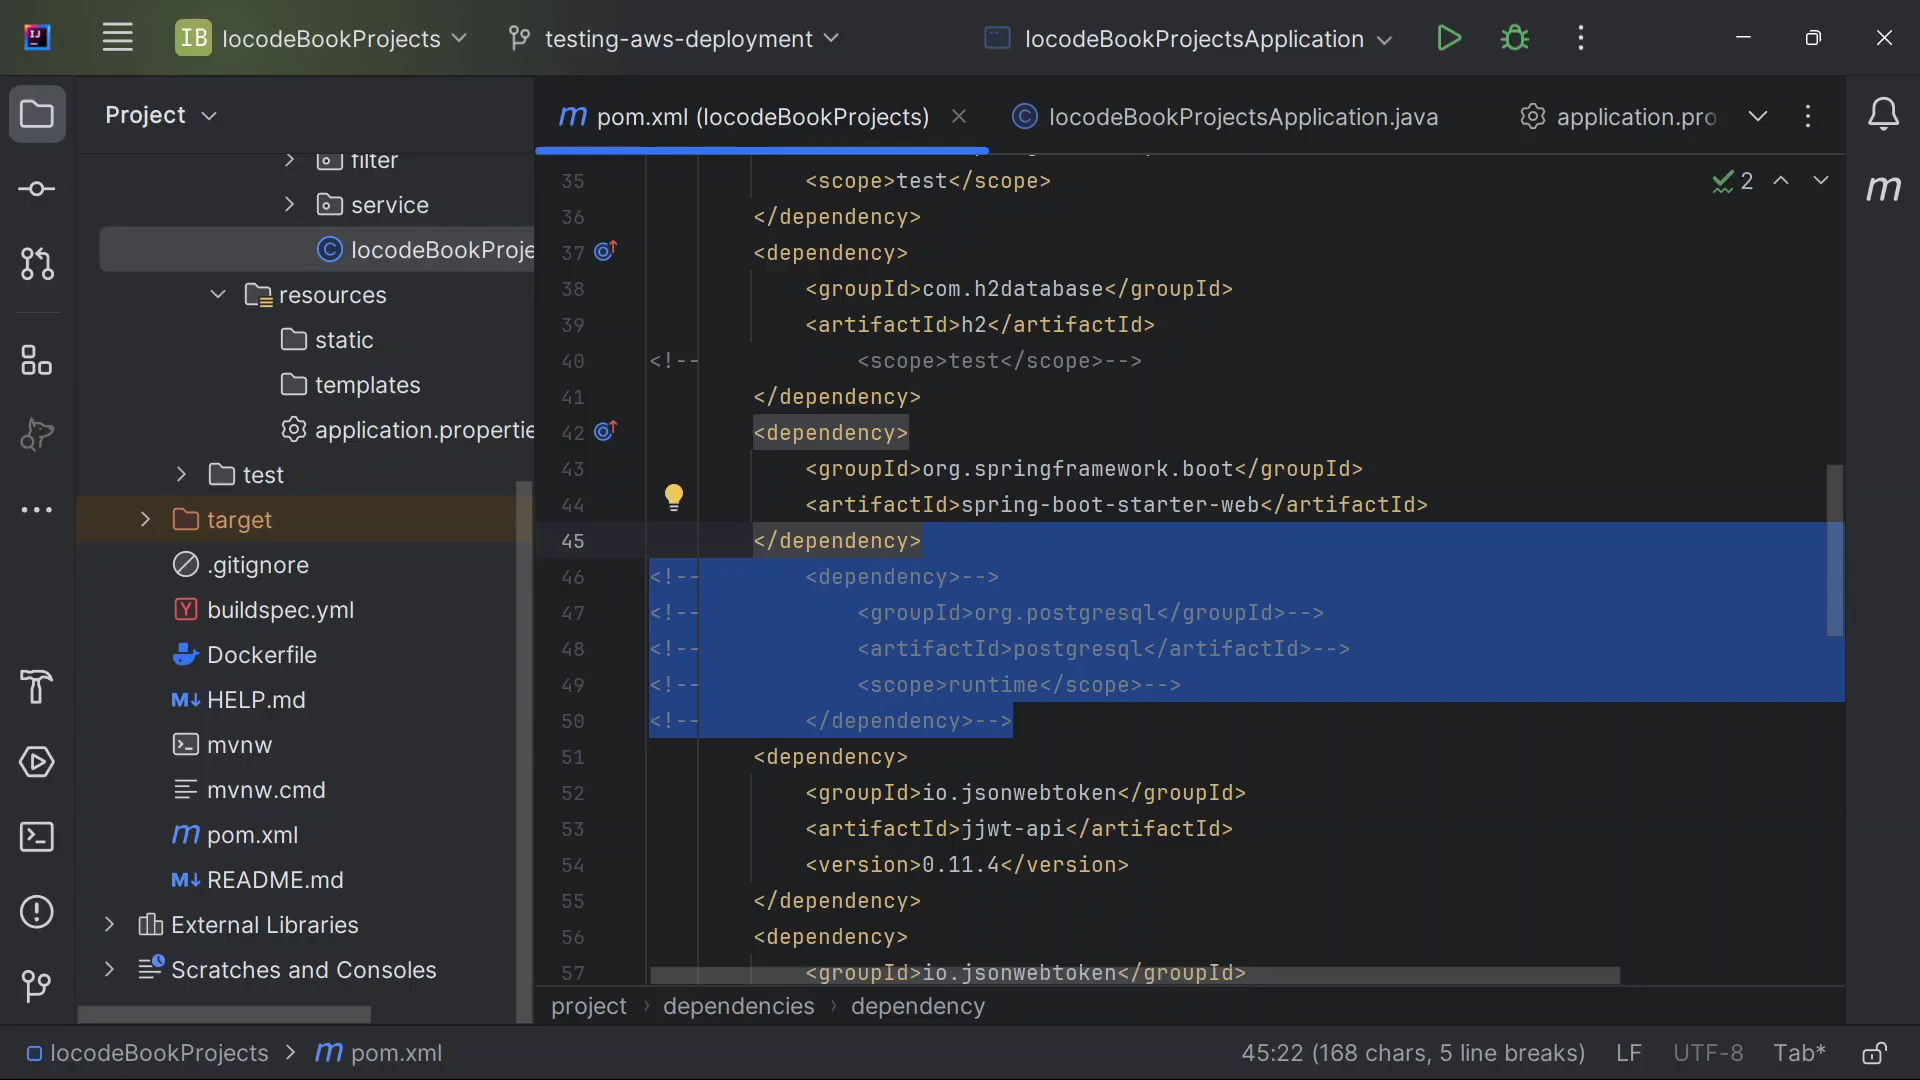 IB IocodeBookProjects
testing-aws-deployment
IocodeBookProjectsApplication
Project
pom.xml (IocodeBookProjects)
IocodeBookProjectsApplication.java
application.pro
filter
service
IocodeBookProje
resources
static
templates
application.propertie
test
target
.gitignore
buildspec.yml
Dockerfile
HELP.md
mvnw
mvnw.cmd
pom.xml
README.md
External Libraries
Scratches and Consoles
2
35 <scope>test</scope>
36 </dependency>
37 <dependency>
38 <groupId>com.h2database</groupId>
39 <artifactId>h2</artifactId>
40 <!-- <scope>test</scope>-->
41 </dependency>
42 <dependency>
43 <groupId>org.springframework.boot</groupId>
44 <artifactId>spring-boot-starter-web</artifactId>
45 </dependency>
46 <!-- <dependency>-->
47 <!-- <groupId>org.postgresql</groupId>-->
48 <!-- <artifactId>postgresql</artifactId>-->
49 <!-- <scope>runtime</scope>-->
50 <!-- </dependency>-->
51 <dependency>
52 <groupId>io.jsonwebtoken</groupId>
53 <artifactId>jjwt-api</artifactId>
54 <version>0.11.4</version>
55 </dependency>
56 <dependency>
57 <groupId>io.jsonwebtoken</groupId>
project › dependencies › dependency
IocodeBookProjects > pom.xml
45:22 (168 chars, 5 line breaks) LF UTF-8 Tab*